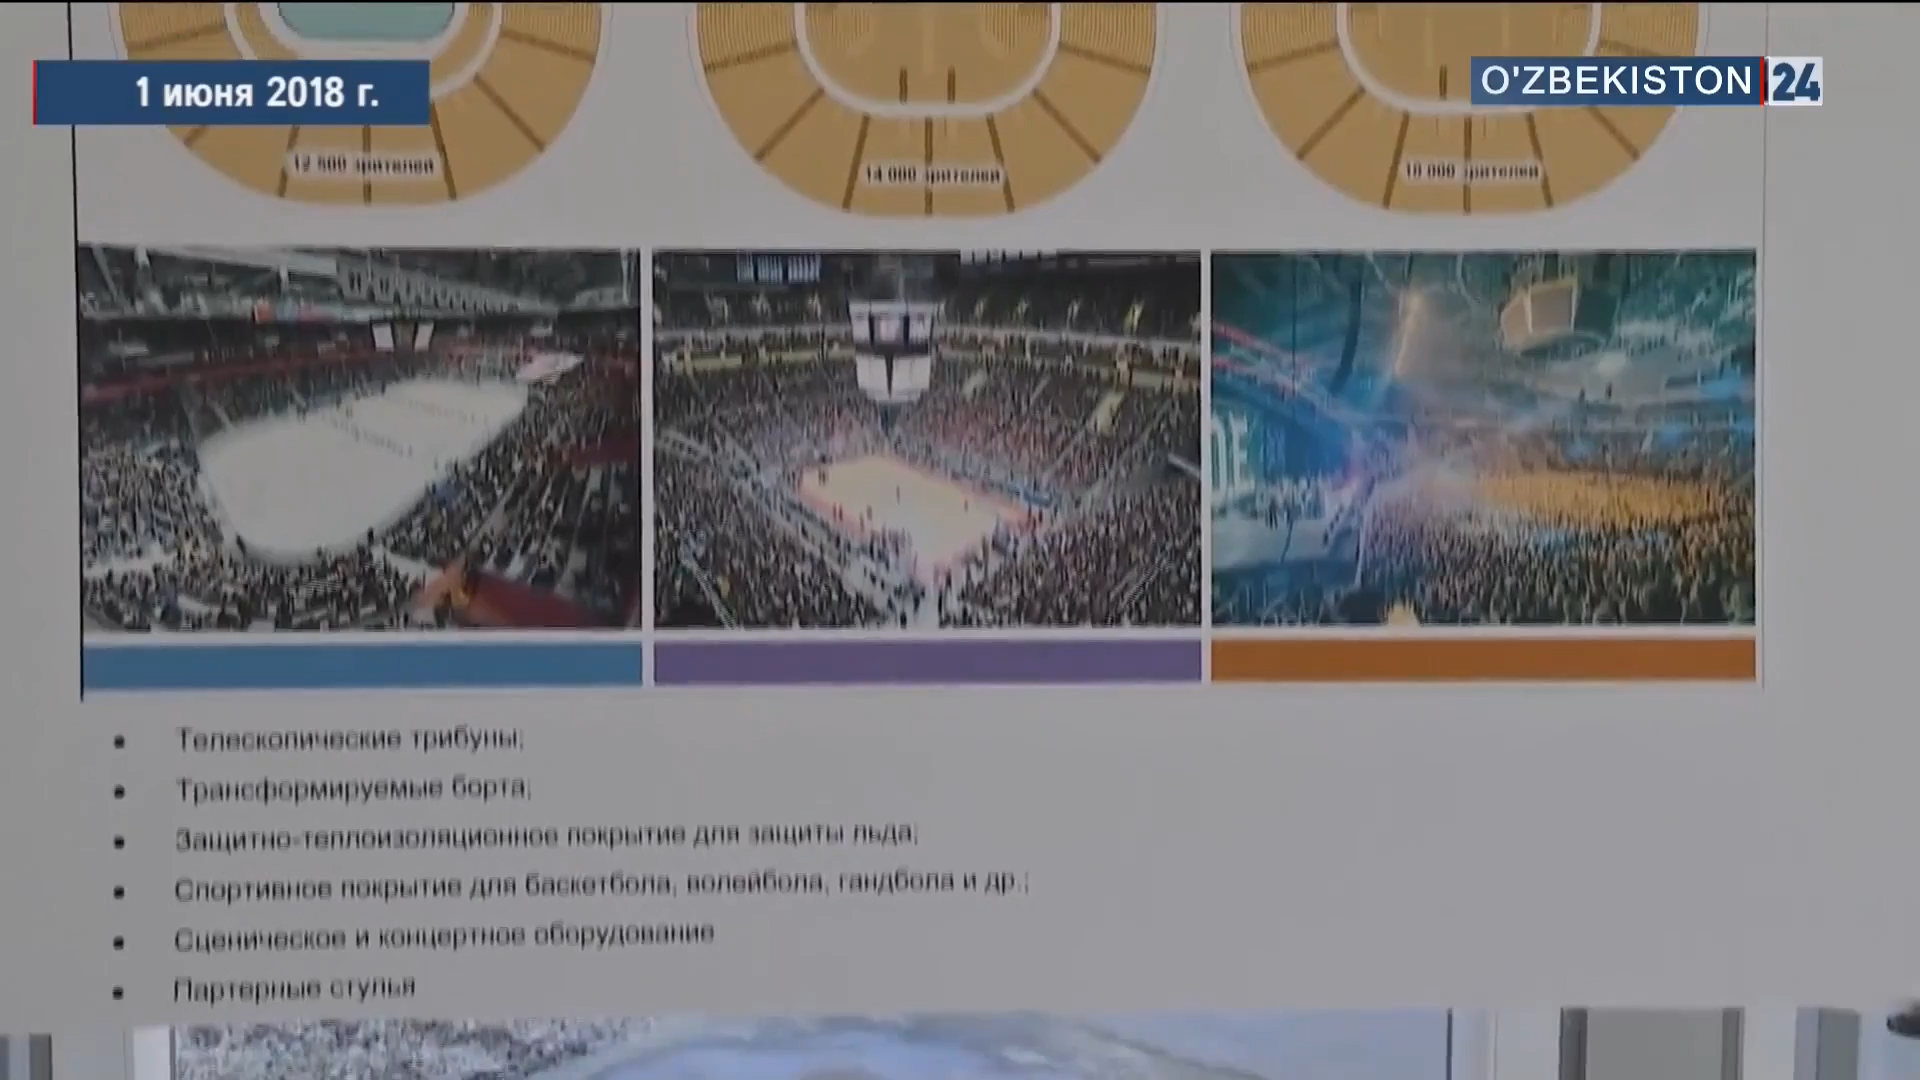 1 июня 2018 г.
O'ZBEKISTON 24
12 500 зрителей
14 000 зрителей
10 000 зрителей
Телескопические трибуны;
Трансформируемые борта;
Защитно-теплоизоляционное покрытие для защиты льда;
Спортивное покрытие для баскетбола, волейбола, гандбола и др.;
Сценическое и концертное оборудование
Партерные стулья